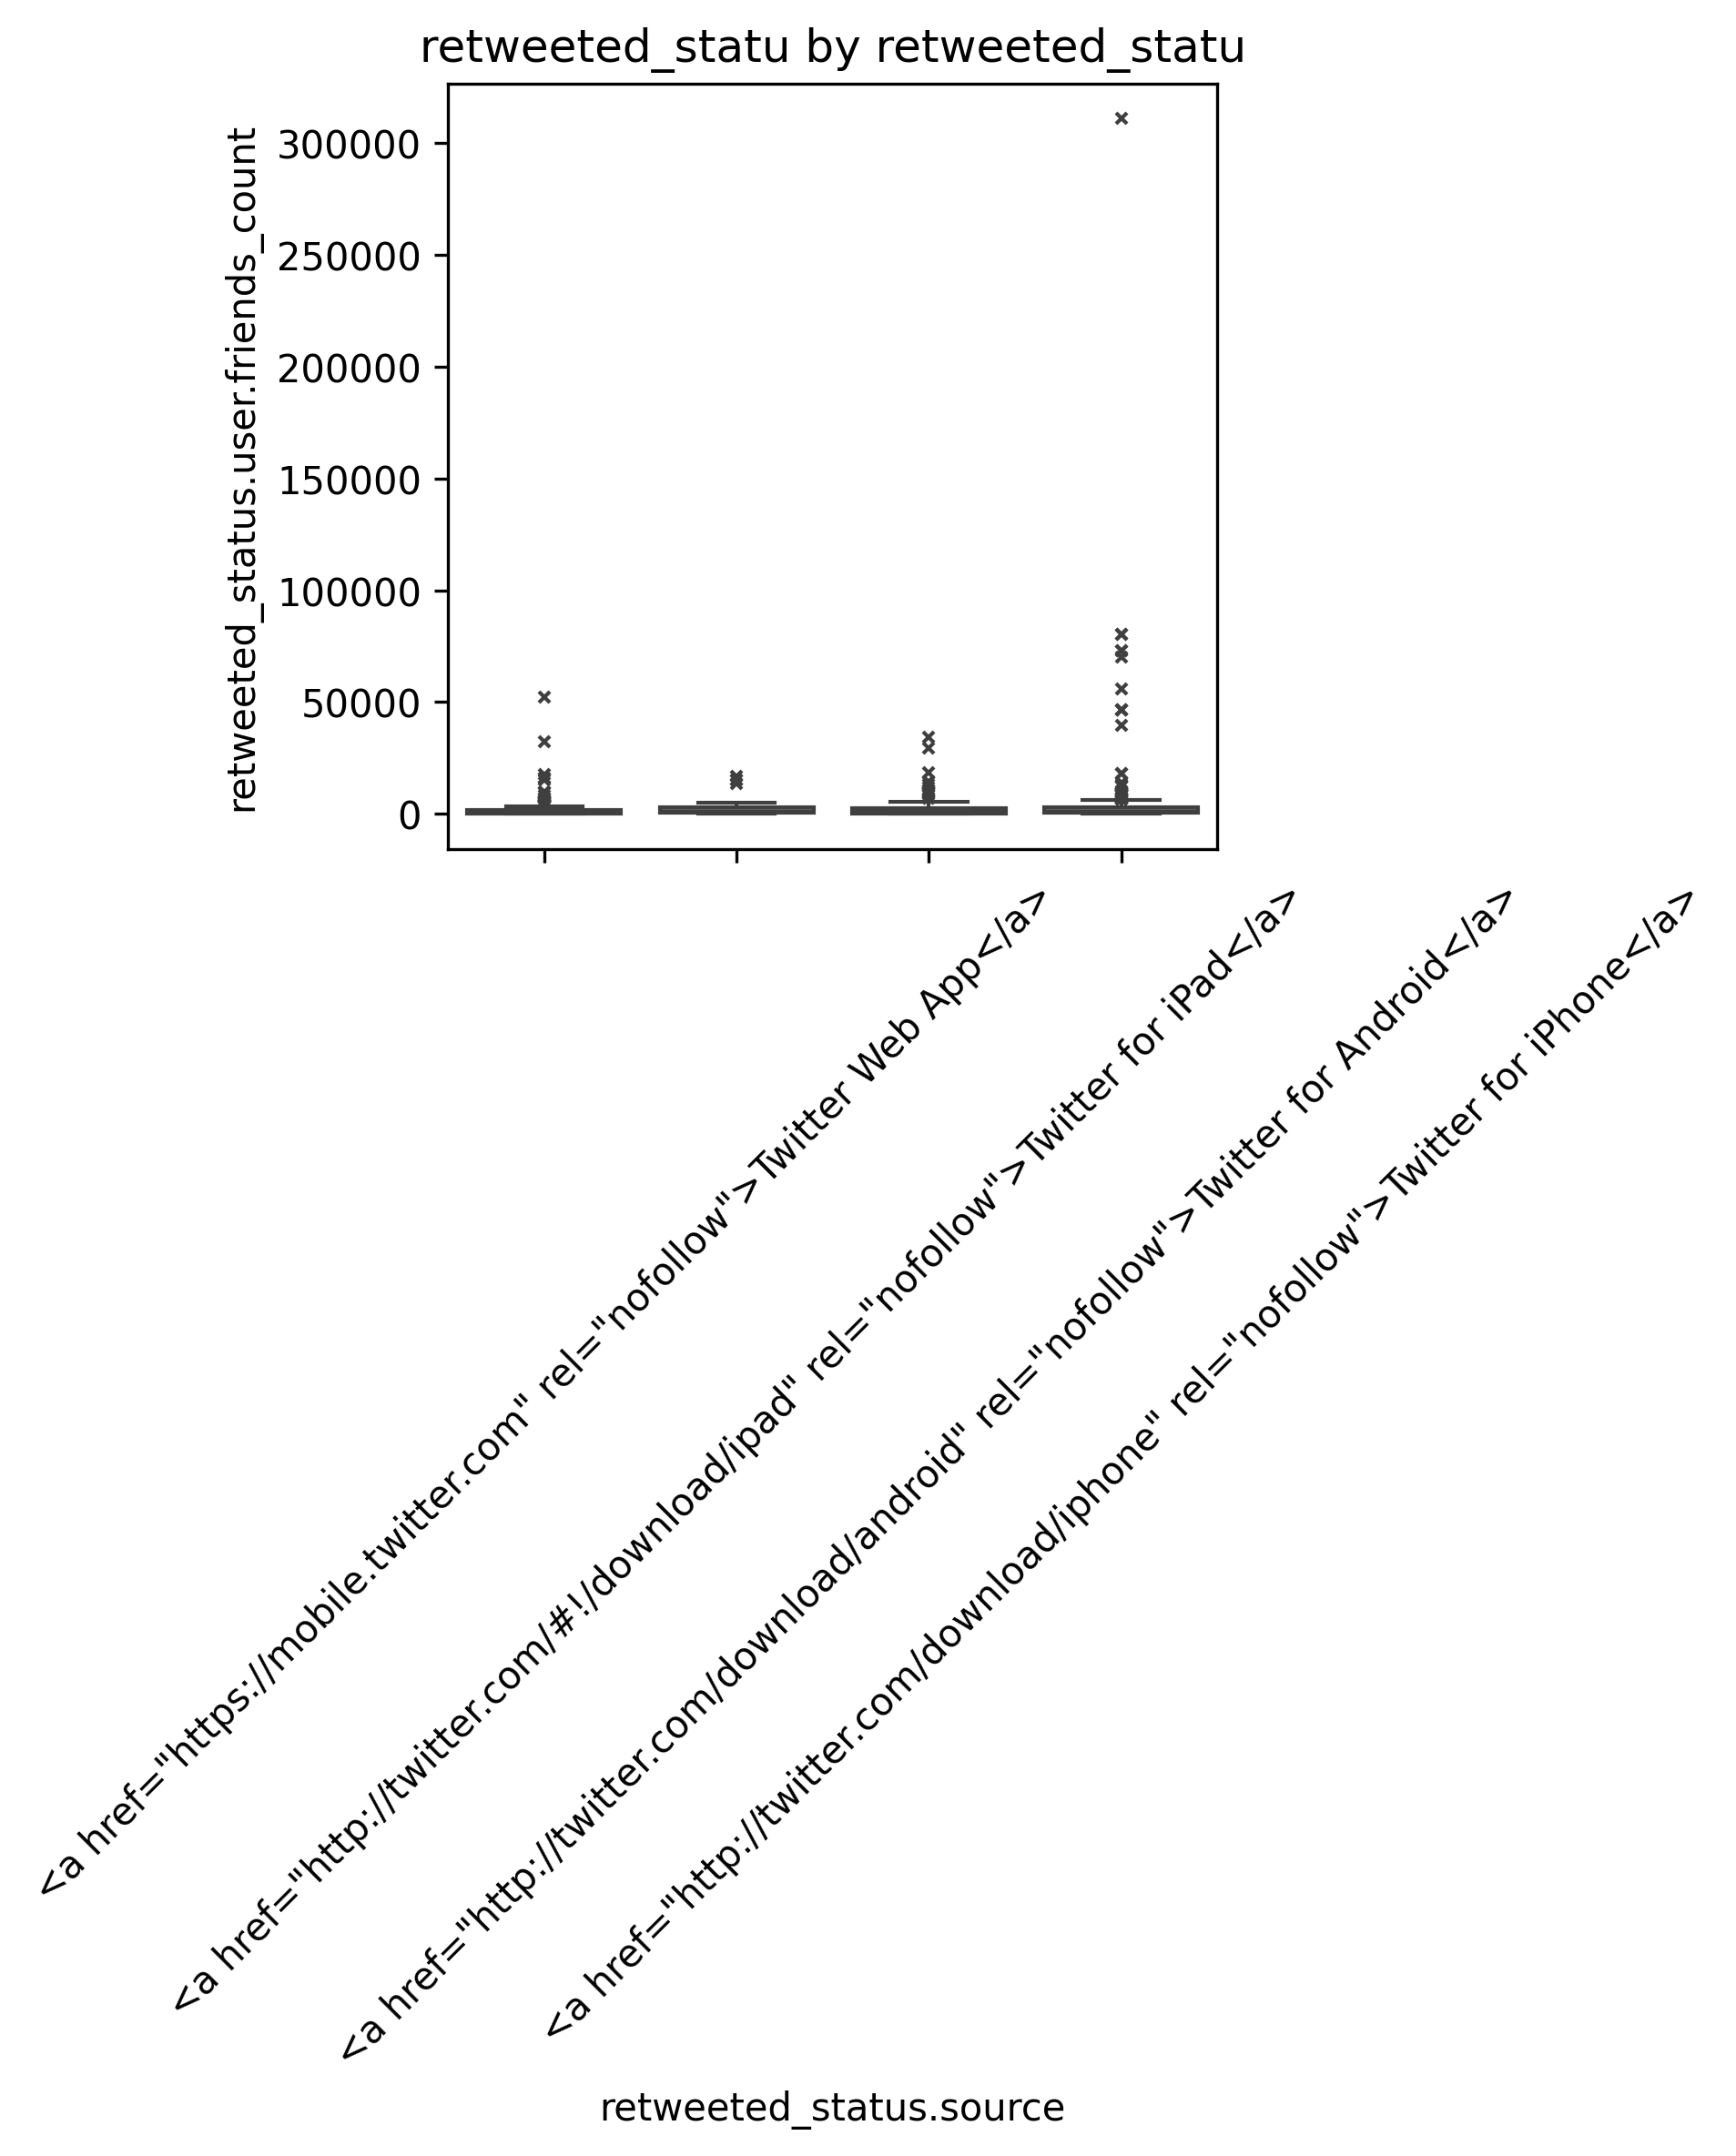 retweeted_statu by retweeted_statu
retweeted_status.user.friends_count
300000
250000
200000
150000
100000
50000
0
<a href="https://mobile.twitter.com" rel="nofollow">Twitter Web App</a>
<a href="http://twitter.com/#!/download/ipad" rel="nofollow">Twitter for iPad</a>
<a href="http://twitter.com/download/android" rel="nofollow">Twitter for Android</a>
<a href="http://twitter.com/download/iphone" rel="nofollow">Twitter for iPhone</a>
retweeted_status.source